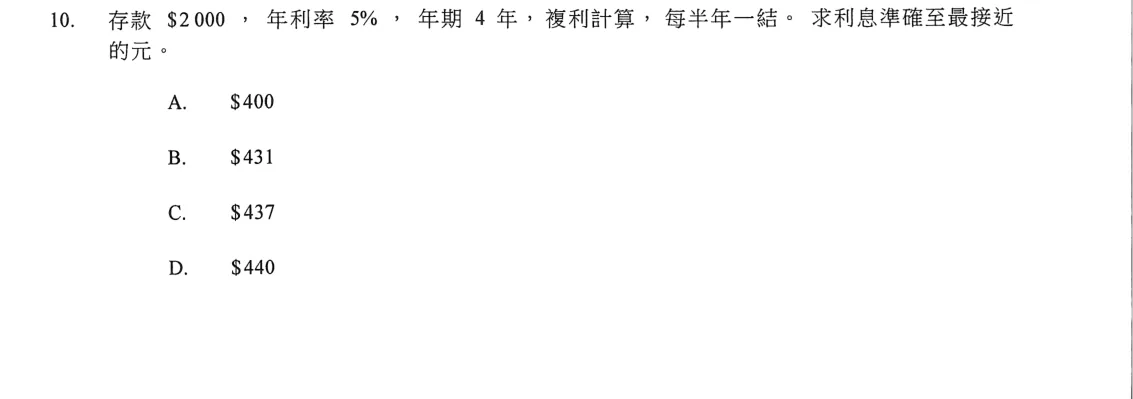 10. 存款 $2 000 ， 年利率 5% ， 年期 4 年，複利計算，每半年一結。 求利息準確至最接近
的元。
A. $400
B. $431
C. $437
D. $440